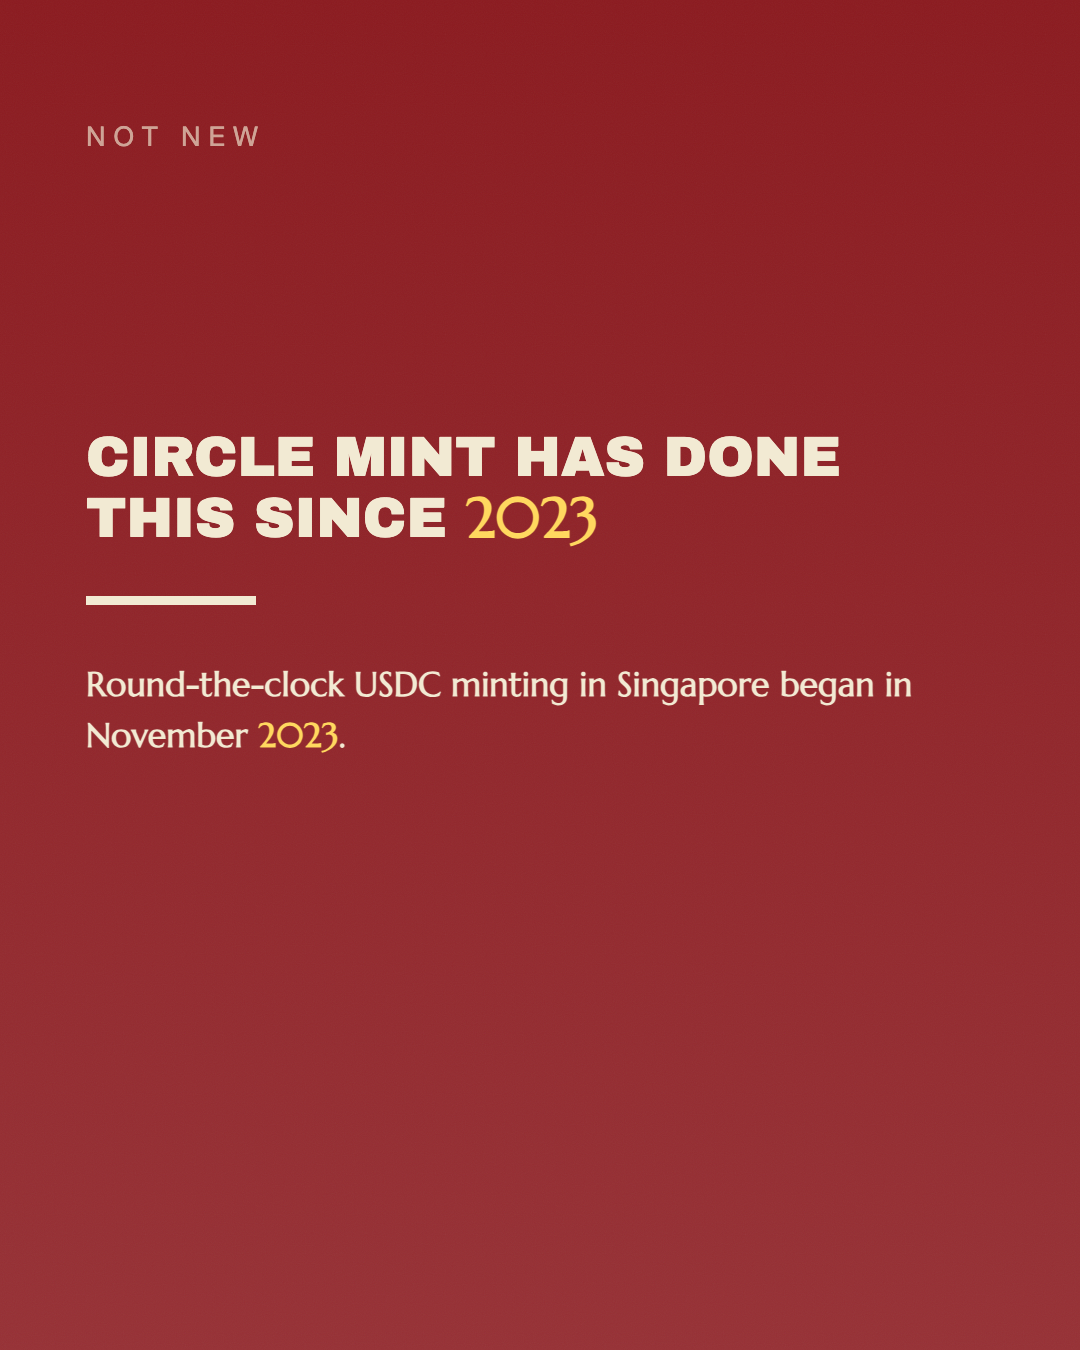 NOT NEW
CIRCLE MINT HAS DONE
THIS SINCE 2023
Round-the-clock USDC minting in Singapore began in
November 2023.